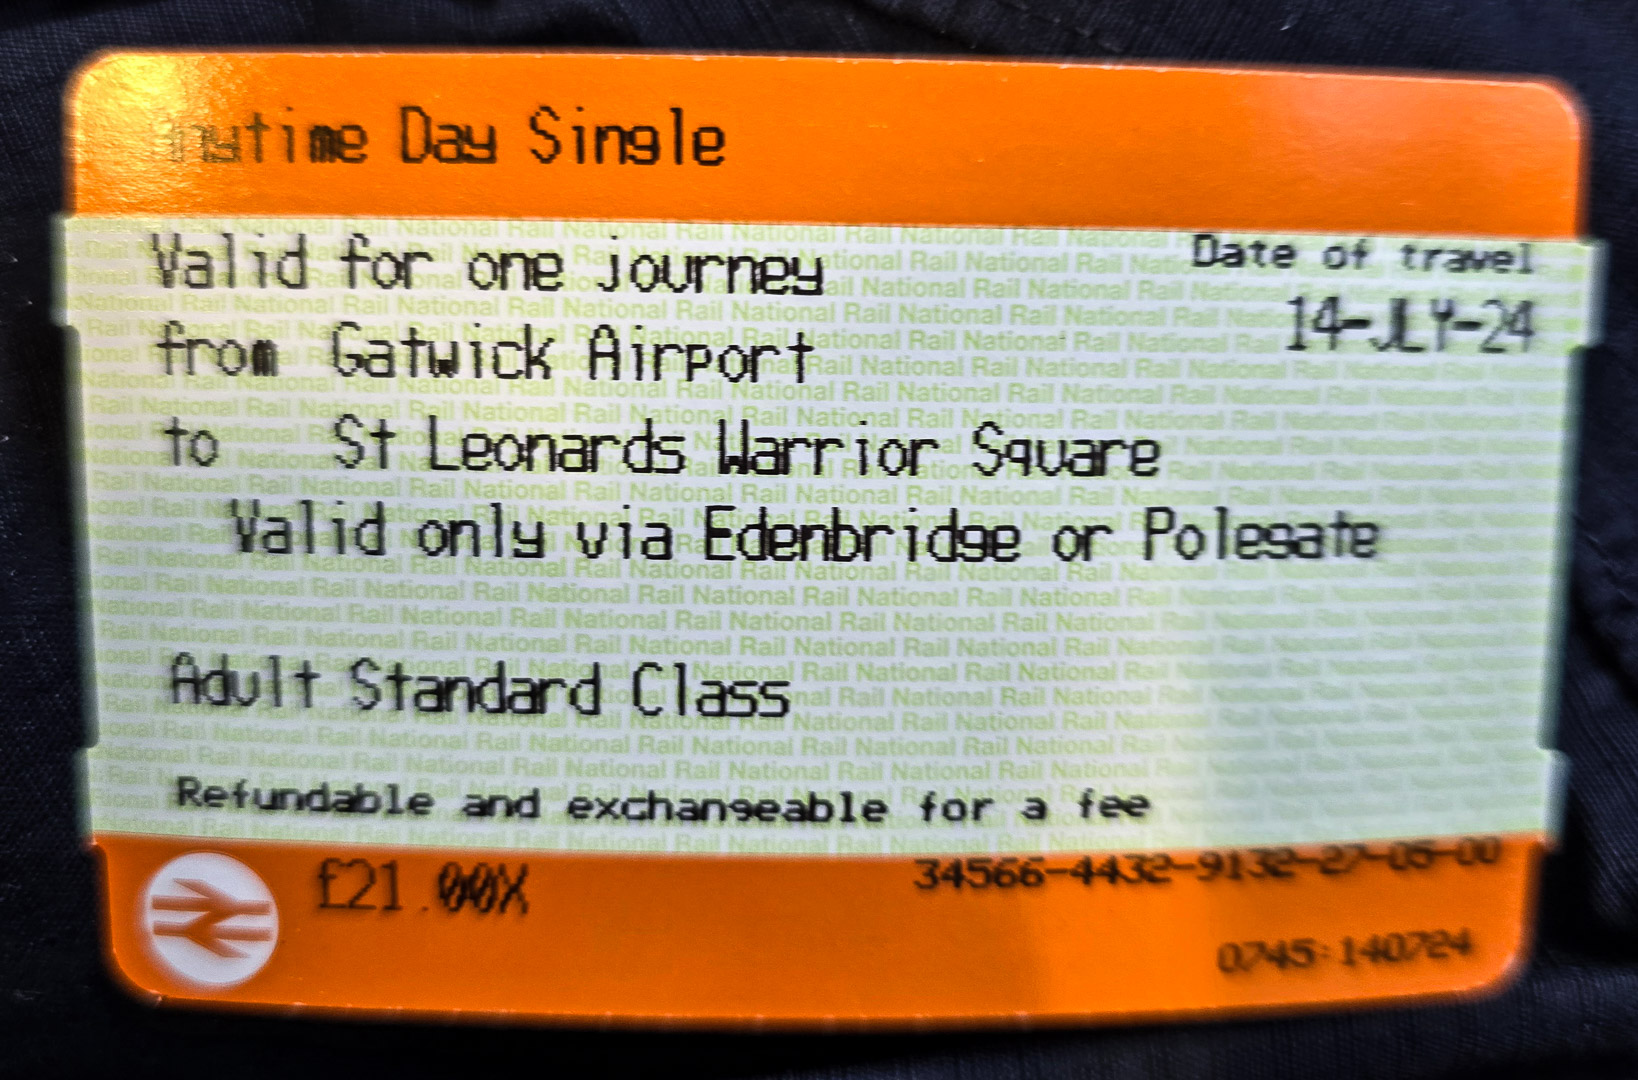 Anytime Day Single
Date of travel
Valid for one journey
14-JLY-24
from Gatwick Airport
to St Leonards Warrior Square
Valid only via Edenbridge or Polegate
Adult Standard Class
Refundable and exchangeable for a fee
£21.00X
34566-4432-9132-27-05-00
0745:140724